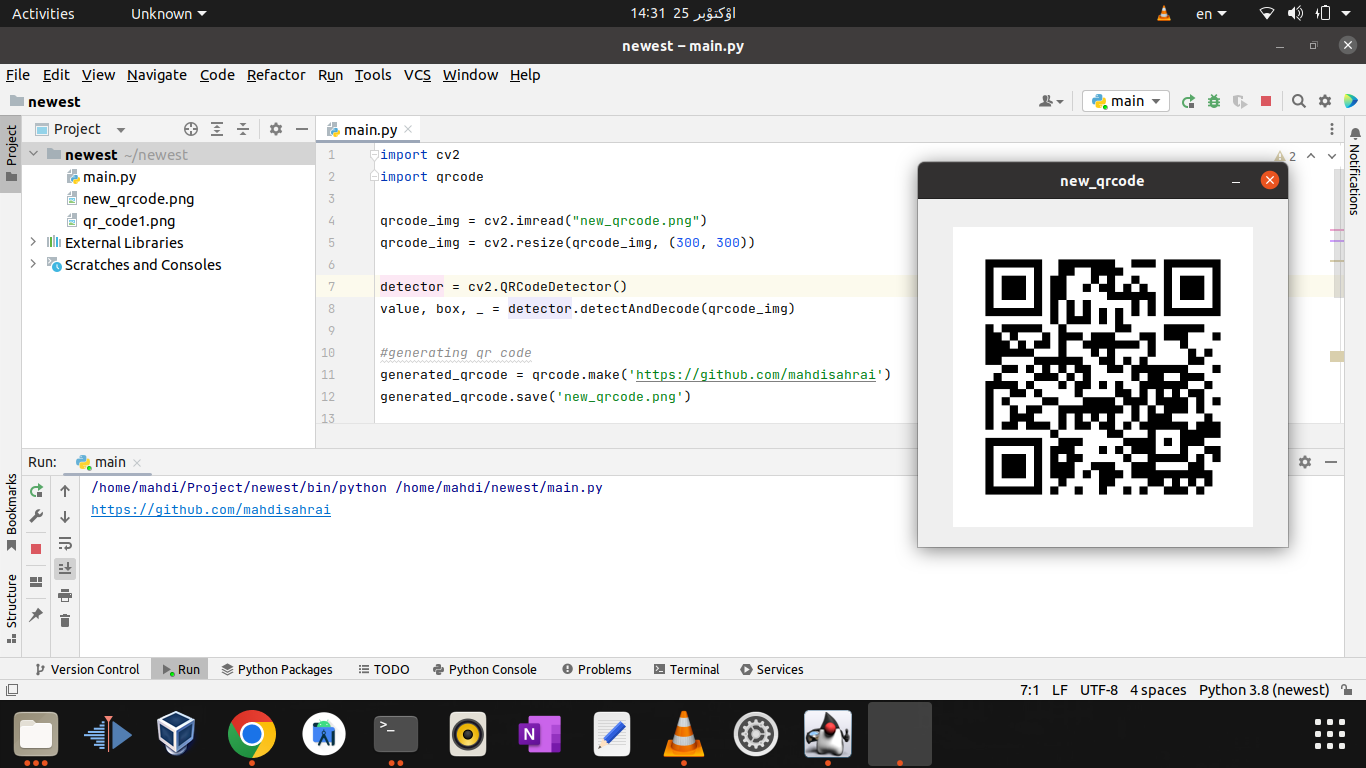 Activities Unknown 14:31 25 اوْکتوْبر en
newest – main.py
File Edit View Navigate Code Refactor Run Tools VCS Window Help
newest main
Project main.py
newest ~/newest
main.py
new_qrcode.png
qr_code1.png
External Libraries
Scratches and Consoles
Project
Bookmarks
Structure
1 import cv2
2 import qrcode
3
4 qrcode_img = cv2.imread("new_qrcode.png")
5 qrcode_img = cv2.resize(qrcode_img, (300, 300))
6
7 detector = cv2.QRCodeDetector()
8 value, box, _ = detector.detectAndDecode(qrcode_img)
9
10 #generating qr code
11 generated_qrcode = qrcode.make('https://github.com/mahdisahrai')
12 generated_qrcode.save('new_qrcode.png')
13
2
Notifications
new_qrcode
Run: main
/home/mahdi/Project/newest/bin/python /home/mahdi/newest/main.py
https://github.com/mahdisahrai
Version Control Run Python Packages TODO Python Console Problems Terminal Services
7:1 LF UTF-8 4 spaces Python 3.8 (newest)
>_
N